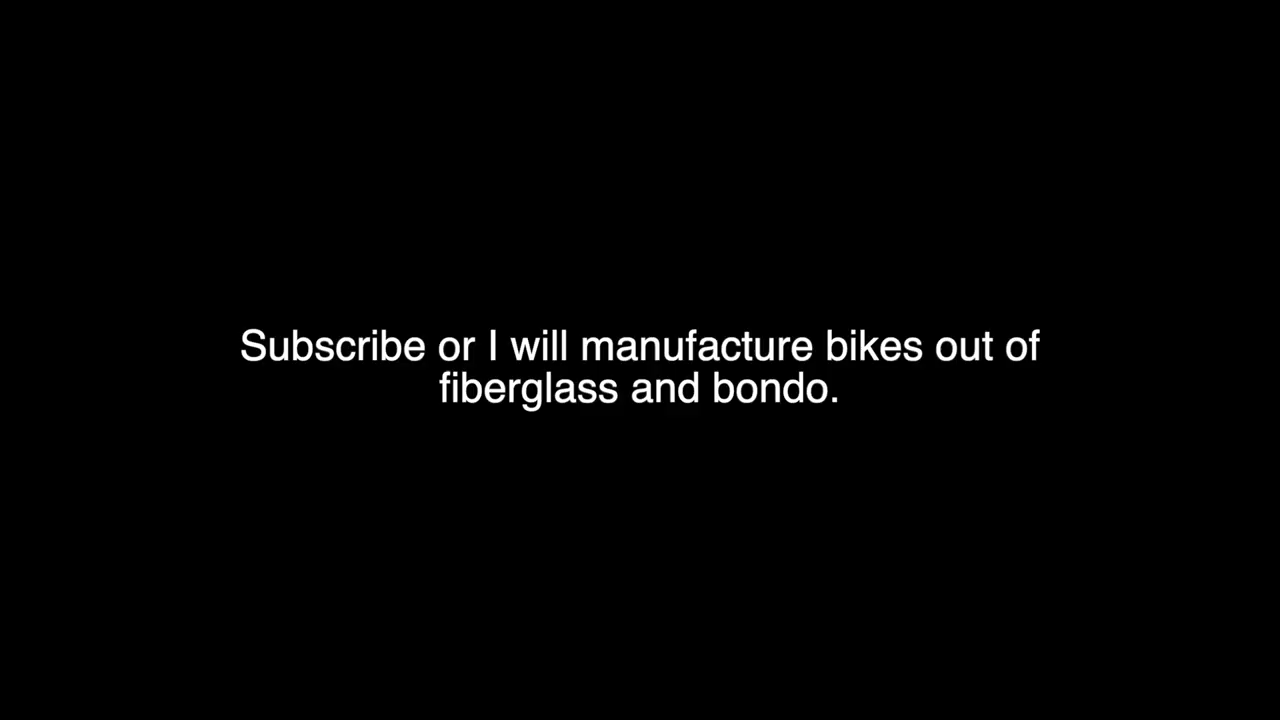 Subscribe or I will manufacture bikes out of
fiberglass and bondo.